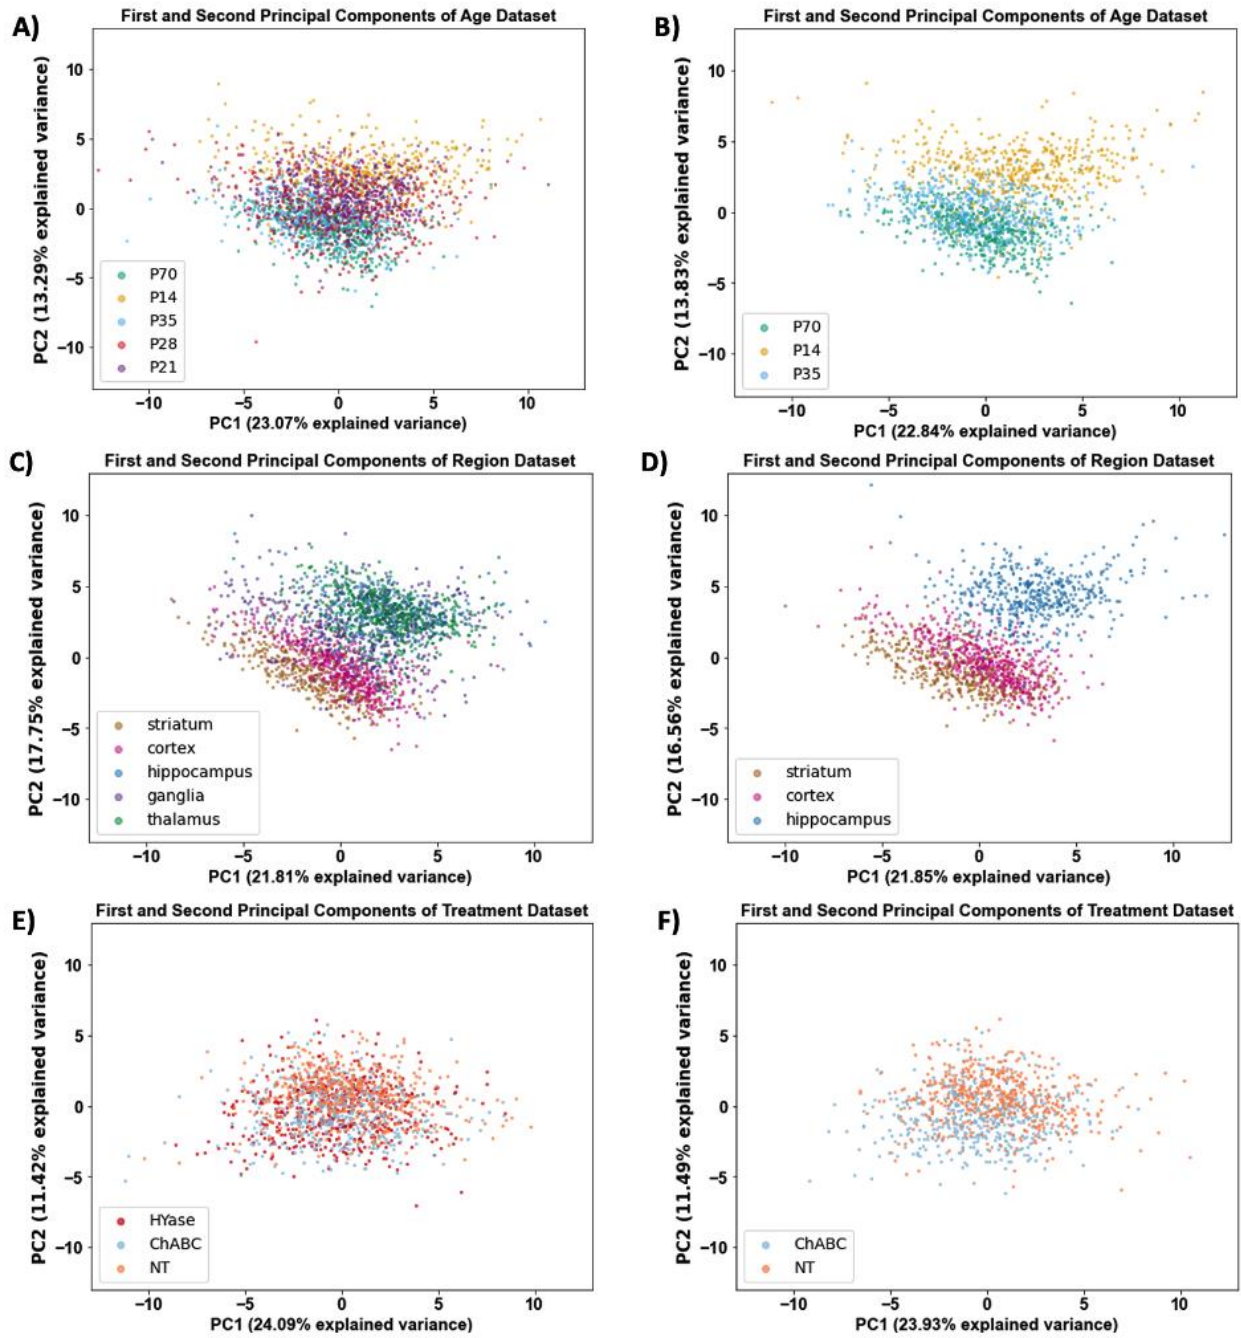 A)
First and Second Principal Components of Age Dataset
PC2 (13.29% explained variance)
10
5
0
−5
−10
P70
P14
P35
P28
P21
−10
−5
0
5
10
PC1 (23.07% explained variance)
B)
First and Second Principal Components of Age Dataset
PC2 (13.83% explained variance)
10
5
0
−5
−10
P70
P14
P35
−10
−5
0
5
10
PC1 (22.84% explained variance)
C)
First and Second Principal Components of Region Dataset
PC2 (17.75% explained variance)
10
5
0
−5
−10
striatum
cortex
hippocampus
ganglia
thalamus
−10
−5
0
5
10
PC1 (21.81% explained variance)
D)
First and Second Principal Components of Region Dataset
PC2 (16.56% explained variance)
10
5
0
−5
−10
striatum
cortex
hippocampus
−10
−5
0
5
10
PC1 (21.85% explained variance)
E)
First and Second Principal Components of Treatment Dataset
PC2 (11.42% explained variance)
10
5
0
−5
−10
HYase
ChABC
NT
−10
−5
0
5
10
PC1 (24.09% explained variance)
F)
First and Second Principal Components of Treatment Dataset
PC2 (11.49% explained variance)
10
5
0
−5
−10
ChABC
NT
−10
−5
0
5
10
PC1 (23.93% explained variance)